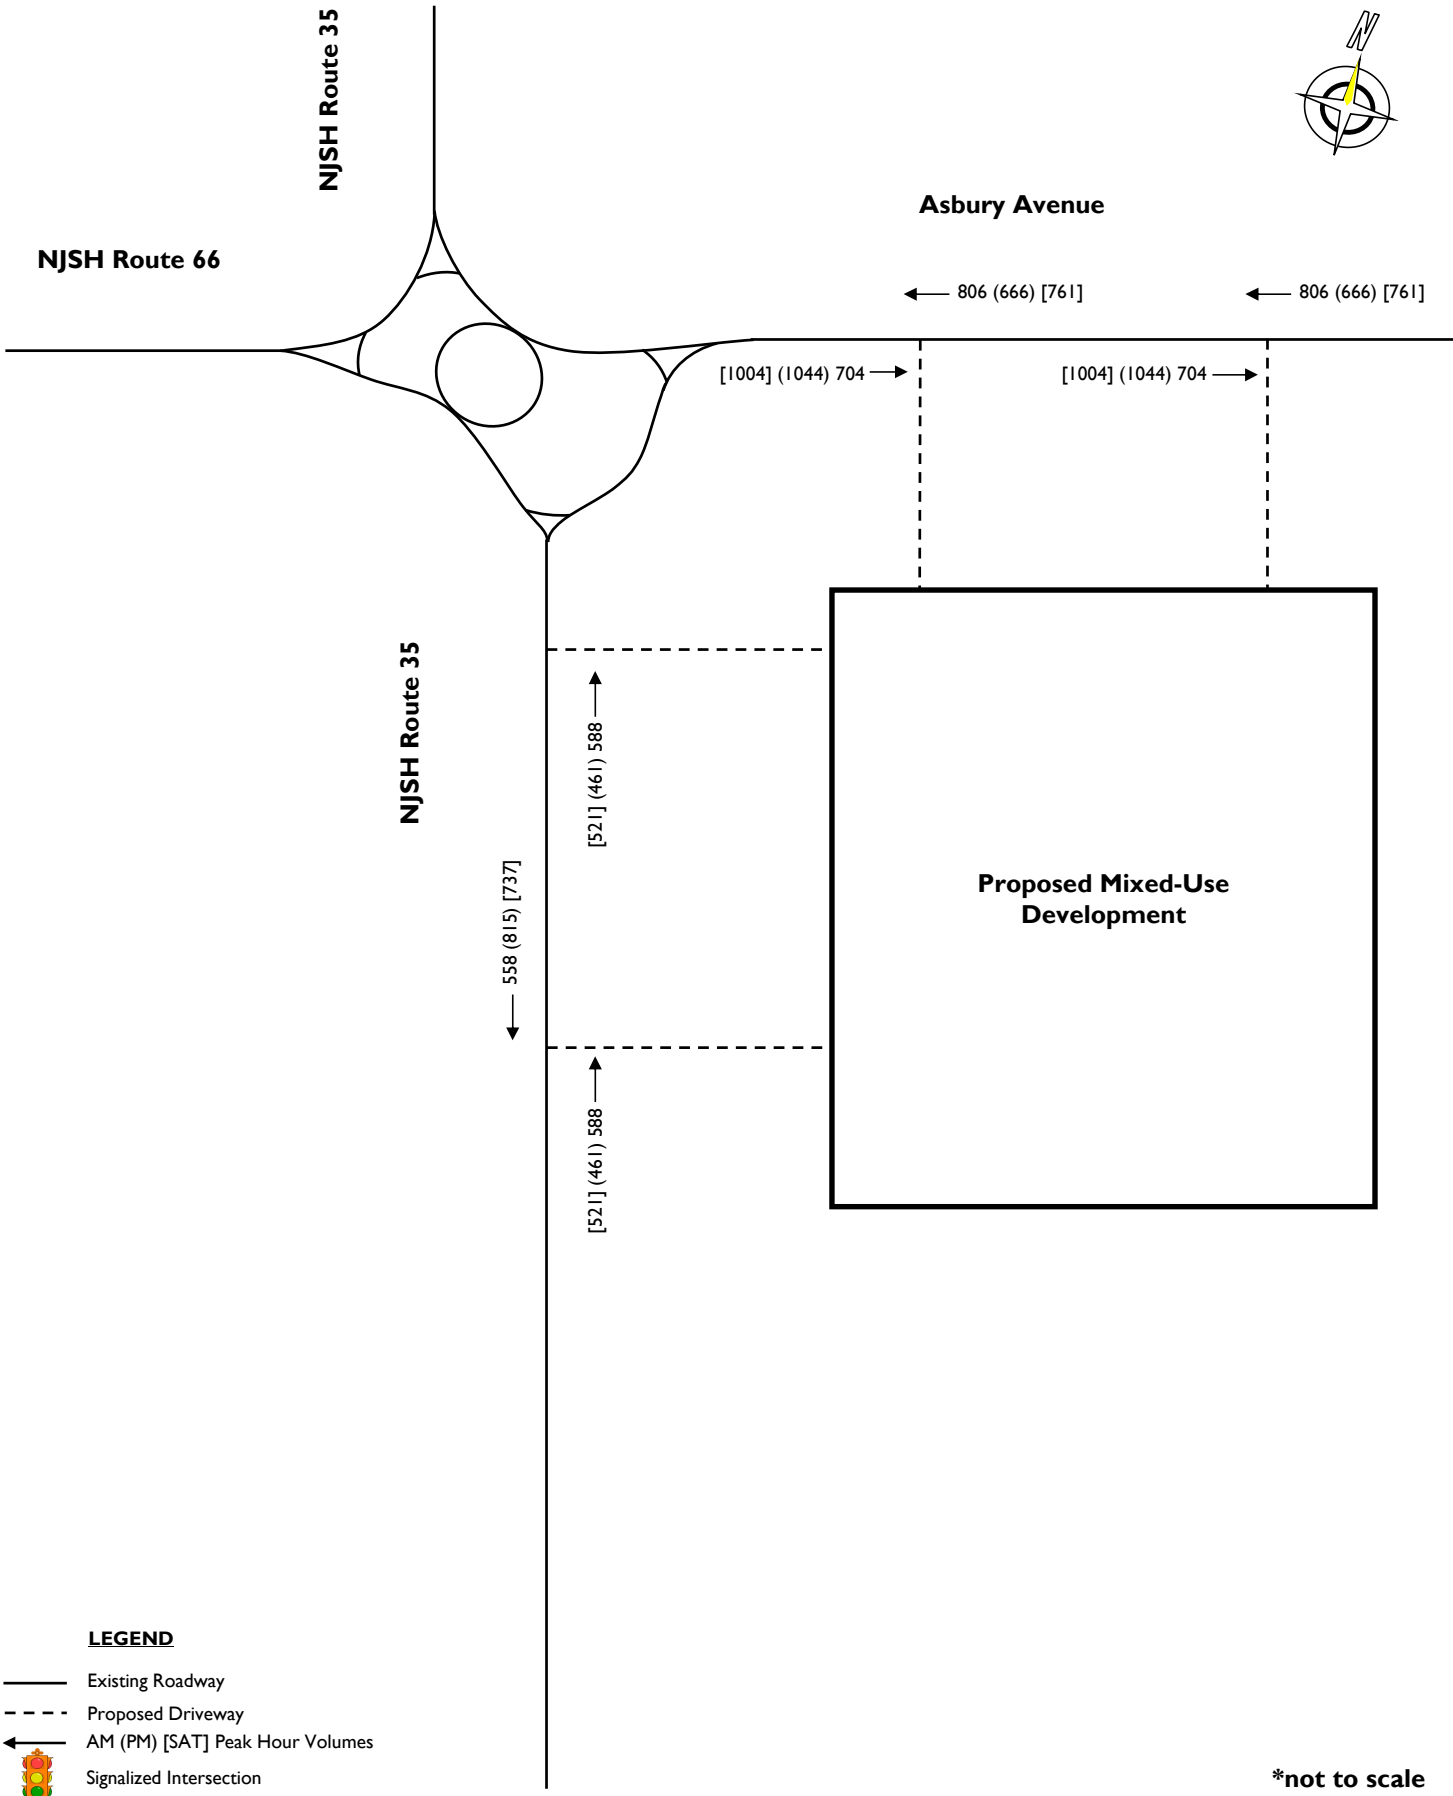 NJSH Route 35
N
Asbury Avenue
NJSH Route 66
806 (666) [761]
806 (666) [761]
[1004] (1044) 704
[1004] (1044) 704
NJSH Route 35
[521] (461) 588
558 (815) [737]
Proposed Mixed-Use
Development
[521] (461) 588
LEGEND
Existing Roadway
Proposed Driveway
AM (PM) [SAT] Peak Hour Volumes
Signalized Intersection
*not to scale